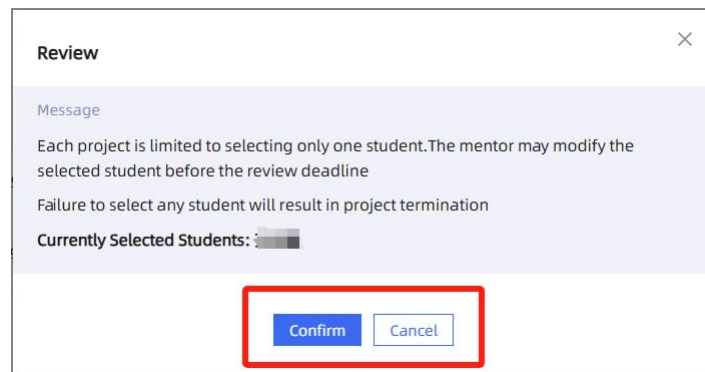 Review
Message
Each project is limited to selecting only one student.The mentor may modify the
selected student before the review deadline
Failure to select any student will result in project termination
Currently Selected Students:
Confirm
Cancel